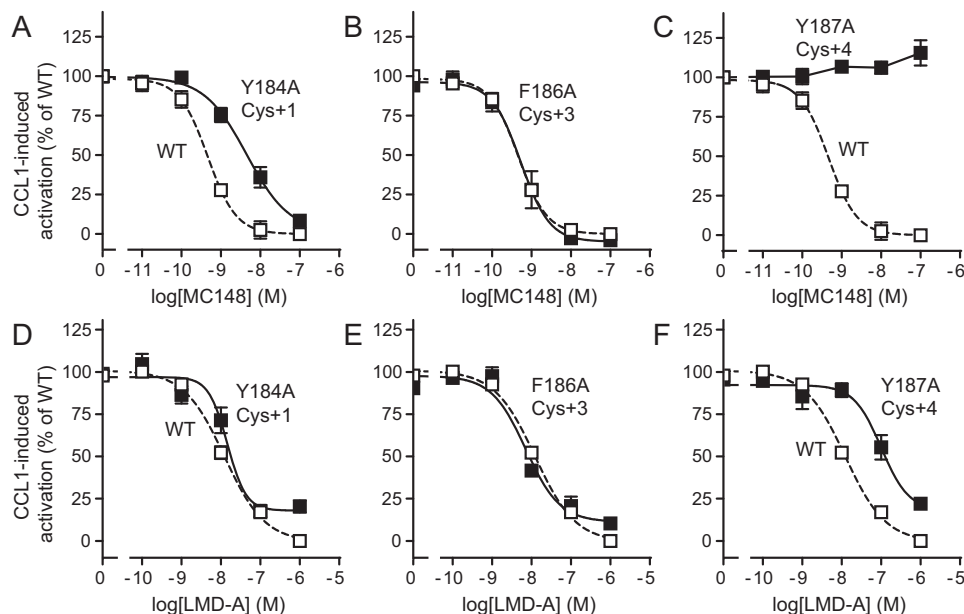 A
B
C
CCL1-induced
activation (% of WT)
125
100
75
50
25
0
Y184A
Cys+1
WT
0 -11 -10 -9 -8 -7 -6
log[MC148] (M)
125
100
75
50
25
0
F186A
Cys+3
0 -11 -10 -9 -8 -7 -6
log[MC148] (M)
125
100
75
50
25
0
Y187A
Cys+4
WT
0 -11 -10 -9 -8 -7 -6
log[MC148] (M)
D
E
F
CCL1-induced
activation (% of WT)
125
100
75
50
25
0
Y184A
Cys+1
WT
0 -10 -9 -8 -7 -6 -5
log[LMD-A] (M)
125
100
75
50
25
0
F186A
Cys+3
0 -10 -9 -8 -7 -6 -5
log[LMD-A] (M)
125
100
75
50
25
0
Y187A
Cys+4
WT
0 -10 -9 -8 -7 -6 -5
log[LMD-A] (M)